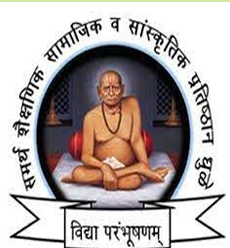 समर्थ शैक्षणिक सामाजिक व सांस्कृतिक प्रतिष्ठान धुळे
विद्या परंभूषणम्